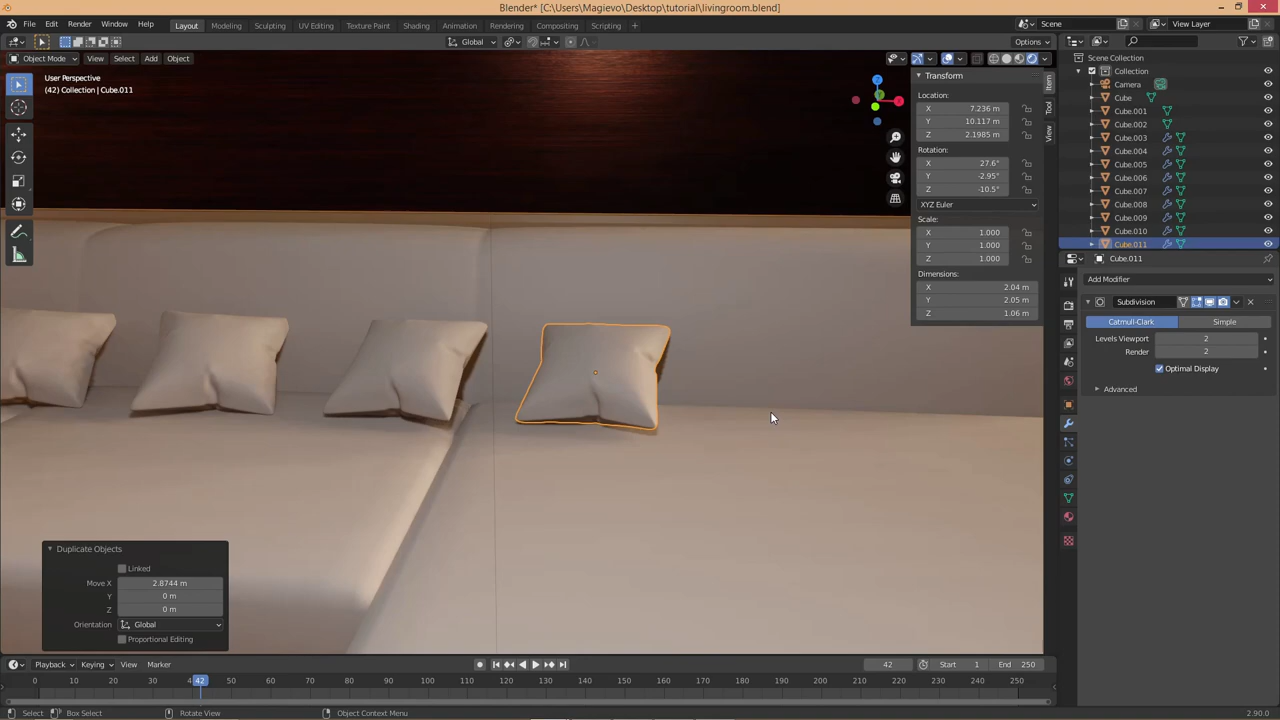 Blender* [C:\Users\Magievo\Desktop\tutorial\livingroom.blend]
File Edit Render Window Help Layout Modeling Sculpting UV Editing Texture Paint Shading Animation Rendering Compositing Scripting + Scene View Layer
Global Options
Object Mode View Select Add Object
User Perspective
(42) Collection | Cube.011
Z
X
Transform
Location:
X 7.236 m
Y 10.117 m
Z 2.1985 m
Rotation:
X 27.6°
Y -2.95°
Z -10.5°
XYZ Euler
Scale:
X 1.000
Y 1.000
Z 1.000
Dimensions:
X 2.04 m
Y 2.05 m
Z 1.06 m
Item
Tool
View
Scene Collection
Collection
Camera
Cube
Cube.001
Cube.002
Cube.003
Cube.004
Cube.005
Cube.006
Cube.007
Cube.008
Cube.009
Cube.010
Cube.011
Cube.011
Add Modifier
Subdivision
Catmull-Clark Simple
Levels Viewport 2
Render 2
Optimal Display
Advanced
Duplicate Objects
Linked
Move X 2.8744 m
Y 0 m
Z 0 m
Orientation Global
Proportional Editing
Playback Keying View Marker 42 Start 1 End 250
0 10 20 30 4 42 50 60 70 80 90 100 110 120 130 140 150 160 170 180 190 200 210 220 230 240 250
Select Box Select Rotate View Object Context Menu 2.90.0